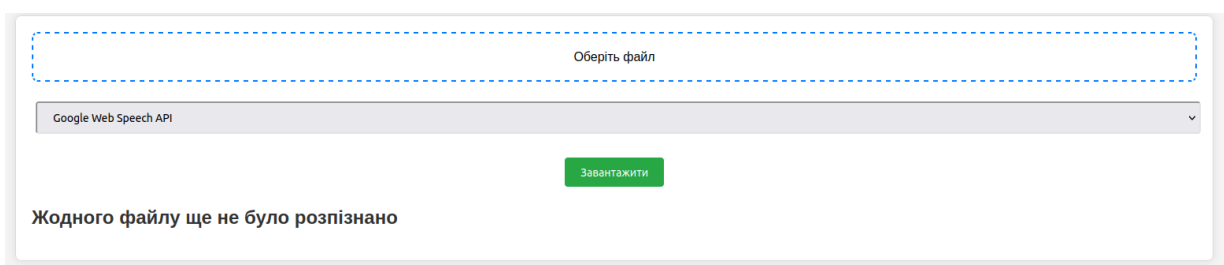 Оберіть файл
Google Web Speech API
Завантажити
Жодного файлу ще не було розпізнано